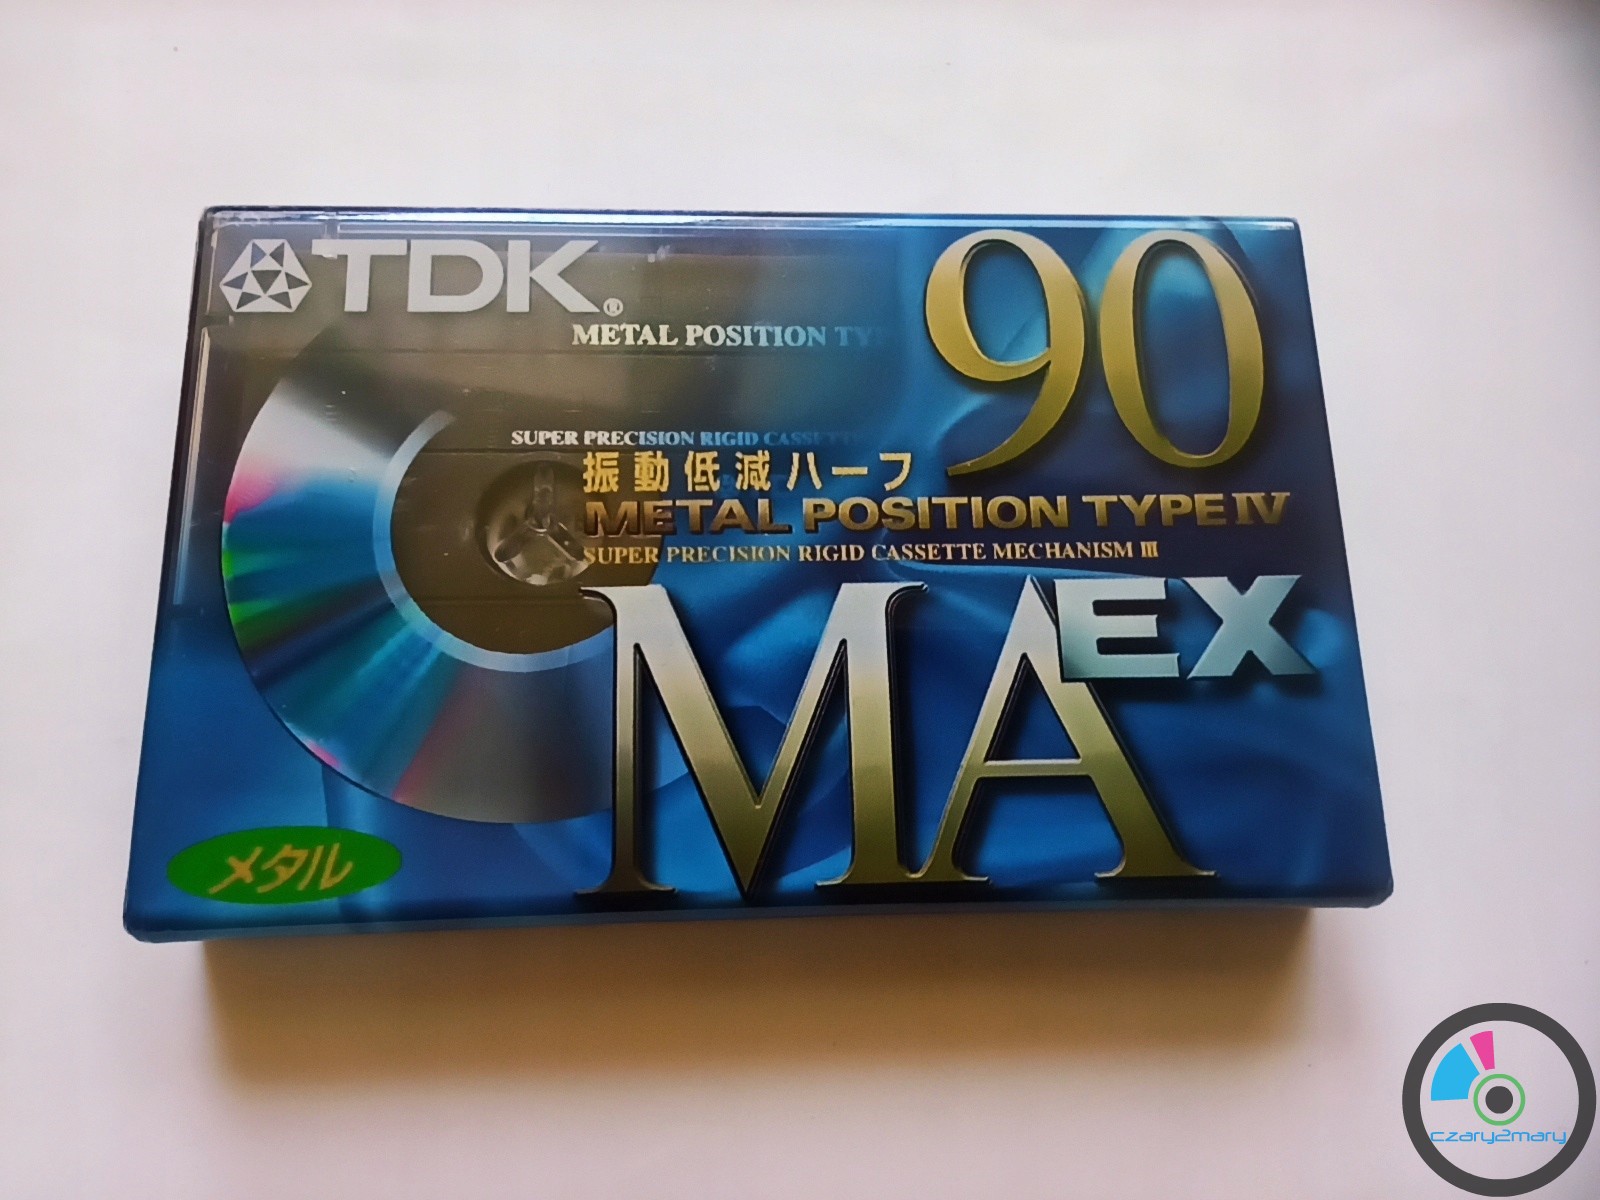 TDK®
90
METAL POSITION TY
SUPER PRECISION RIGID CASSETTE
振動低減ハーフ
METAL POSITION TYPE IV
SUPER PRECISION RIGID CASSETTE MECHANISM III
MA EX
メタル
czary2mary